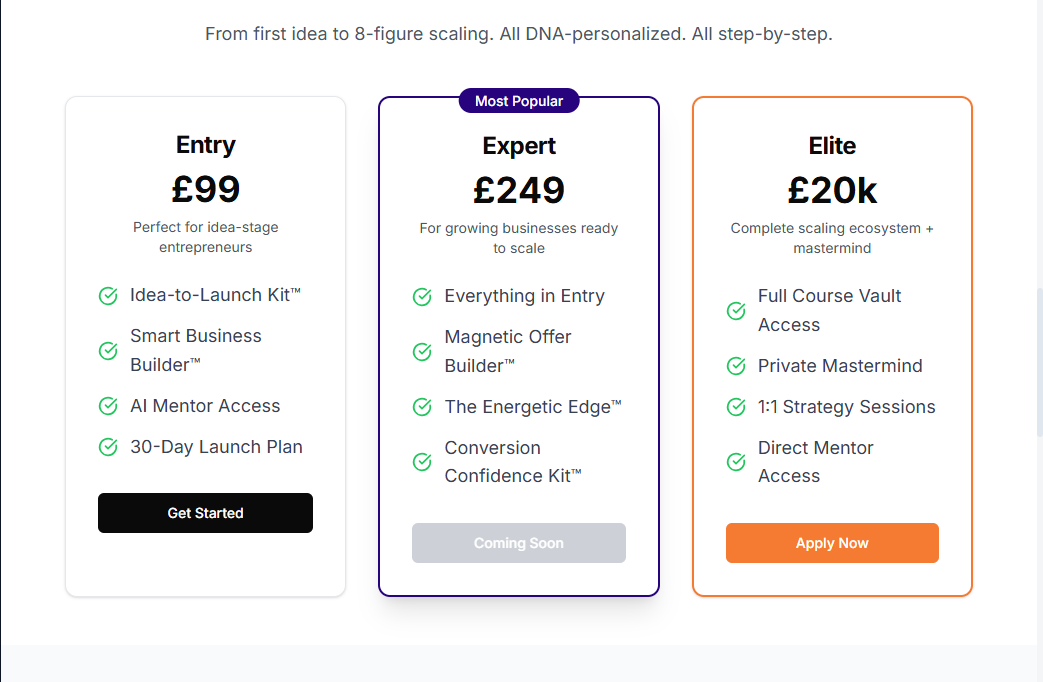 From first idea to 8-figure scaling. All DNA-personalized. All step-by-step.
Entry
£99
Perfect for idea-stage
entrepreneurs
Idea-to-Launch Kit™
Smart Business
Builder™
AI Mentor Access
30-Day Launch Plan
Get Started
Most Popular
Expert
£249
For growing businesses ready
to scale
Everything in Entry
Magnetic Offer
Builder™
The Energetic Edge™
Conversion
Confidence Kit™
Coming Soon
Elite
£20k
Complete scaling ecosystem +
mastermind
Full Course Vault
Access
Private Mastermind
1:1 Strategy Sessions
Direct Mentor
Access
Apply Now